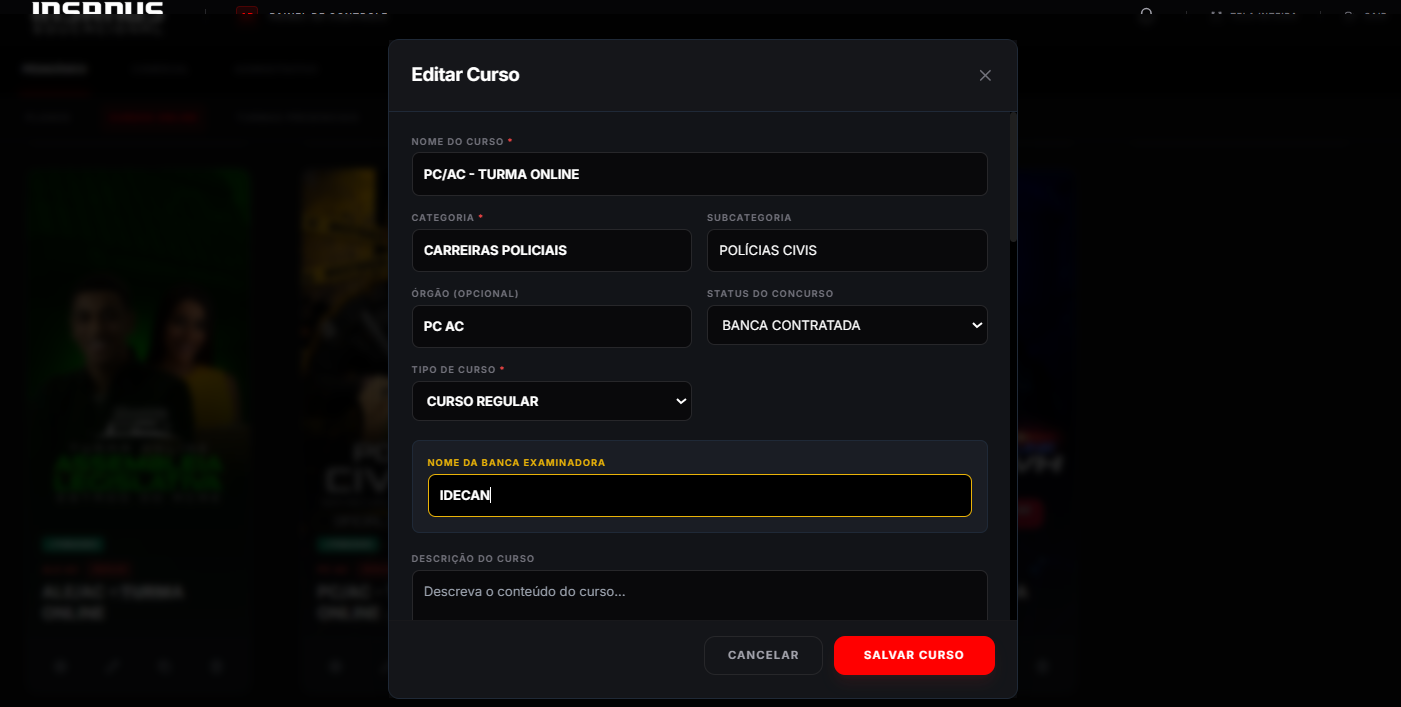 Editar Curso
NOME DO CURSO *
PC/AC - TURMA ONLINE
CATEGORIA * SUBCATEGORIA
CARREIRAS POLICIAIS POLÍCIAS CIVIS
ÓRGÃO (OPCIONAL) STATUS DO CONCURSO
PC AC BANCA CONTRATADA
TIPO DE CURSO *
CURSO REGULAR
NOME DA BANCA EXAMINADORA
IDECAN
DESCRIÇÃO DO CURSO
Descreva o conteúdo do curso...
CANCELAR SALVAR CURSO